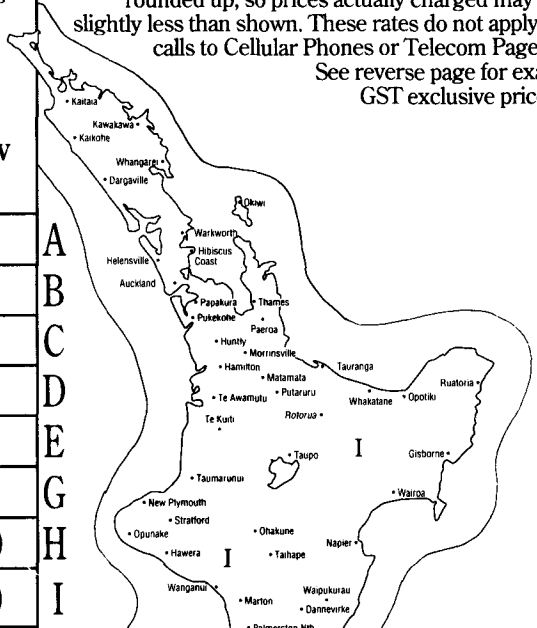 rounded up, so prices actually charged may
slightly less than shown. These rates do not apply
calls to Cellular Phones or Telecom Page
See reverse page for exa
GST exclusive pric
Kaitaia
Kawakawa
Kaikohe
Whangarei
Dargaville
Okiwi
A
Warkworth
Hibiscus
Coast
Helensville
B
Auckland
Papakura
Thames
Pukekohe
Paeroa
C
Huntly
Morrinsville
Hamilton
Tauranga
Matamata
Ruatoria
D
Te Awamutu
Putaruru
Whakatane
Opotiki
Te Kuiti
Rotorua
E
I
Taupo
Gisborne
Taumarunui
G
Wairoa
New Plymouth
Stratford
Opunake
Ohakune
H
Napier
Hawera
I
Taihape
Wanganui
Waipukurau
I
Marton
Dannevirke
Palmerston Nth